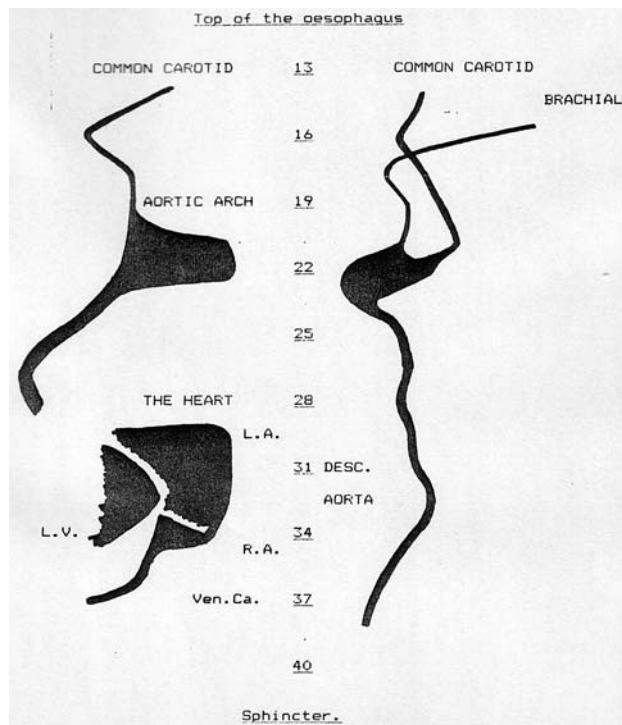 Top of the oesophagus
COMMON CAROTID 13 COMMON CAROTID
BRACHIAL
16
AORTIC ARCH 19
22
25
THE HEART 28
L.A.
31 DESC.
AORTA
L.V. 34
R.A.
Ven.Ca. 37
40
Sphincter.